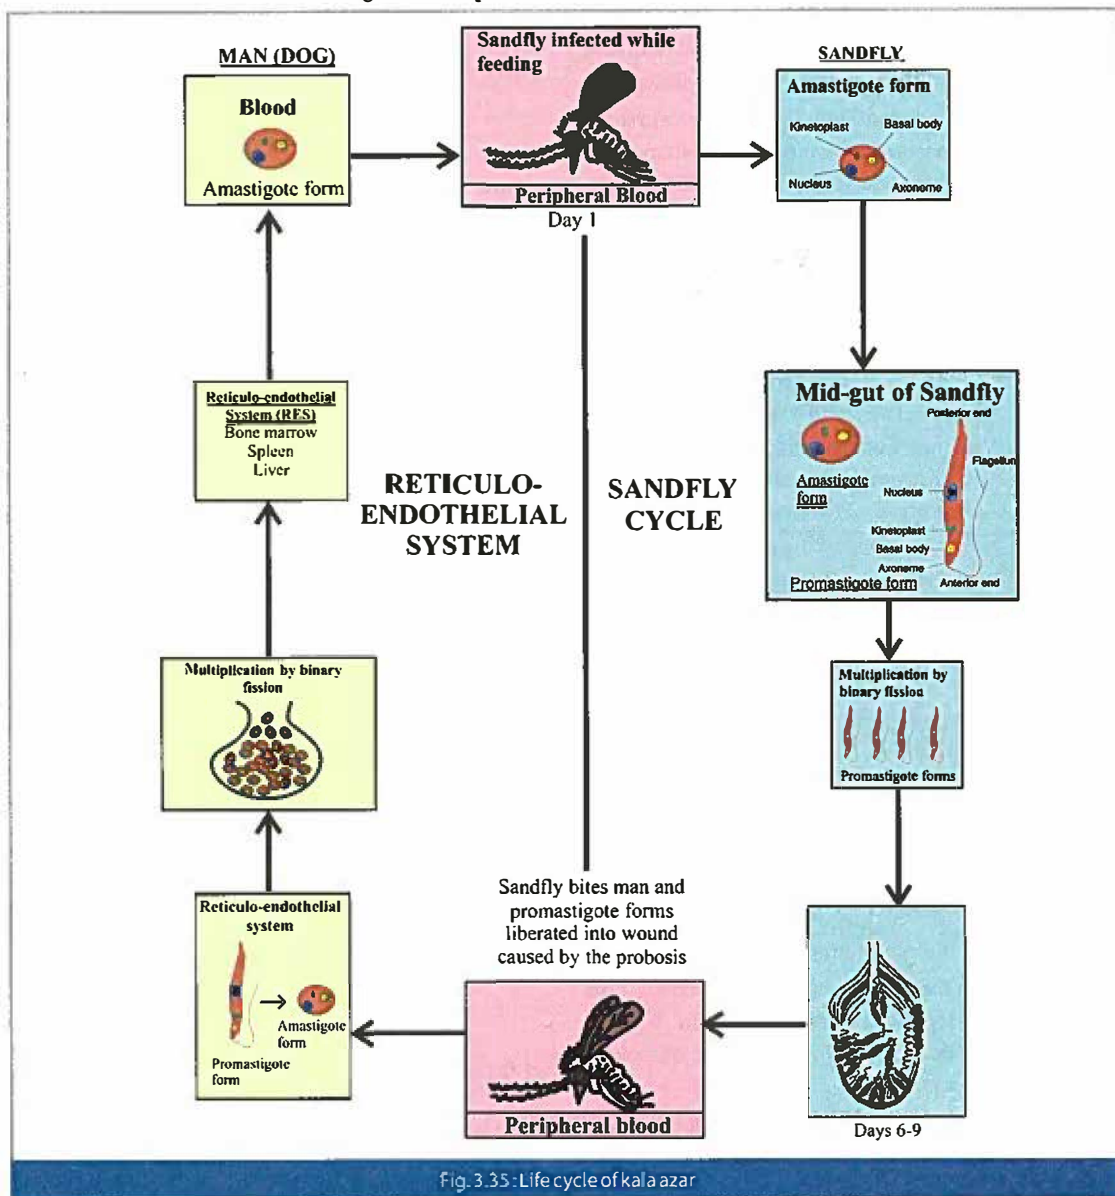 MAN (DOG)
Blood
Amastigote form
Sandfly infected while
feeding
Peripheral Blood
Day 1
SANDFLY
Amastigote form
Kinetoplast
Basal body
Nucleus
Axoneme
Mid-gut of Sandfly
Posterior end
Flagellun
Amastigote
form
Nucleus
Kinetoplast
Basal body
Axoneme
Promastigote form
Anterior end
Multiplication by
binary fission
Promastigote forms
Days 6-9
Sandfly bites man and
promastigote forms
liberated into wound
caused by the probosis
Peripheral blood
Reticulo-endothelial
system
Amastigote
form
Promastigote
form
Multiplication by binary
fission
Reticulo-endothelial
System (RES)
Bone marrow
Spleen
Liver
RETICULO-
ENDOTHELIAL
SYSTEM
SANDFLY
CYCLE
Fig. 3.35: Life cycle of kala azar